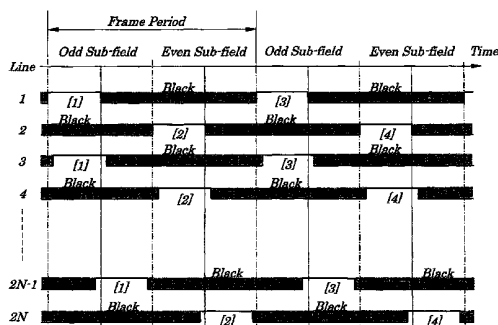 Frame Period
Odd Sub-field Even Sub-field Odd Sub-field Even Sub-field Time
Line
Black Black
1 [1] [3]
Black Black
2 [2] [4]
Black Black
3 [1] [3]
Black Black
4 [2] [4]
Black Black
2N-1 [1] [3]
Black Black
2N [2] [4]